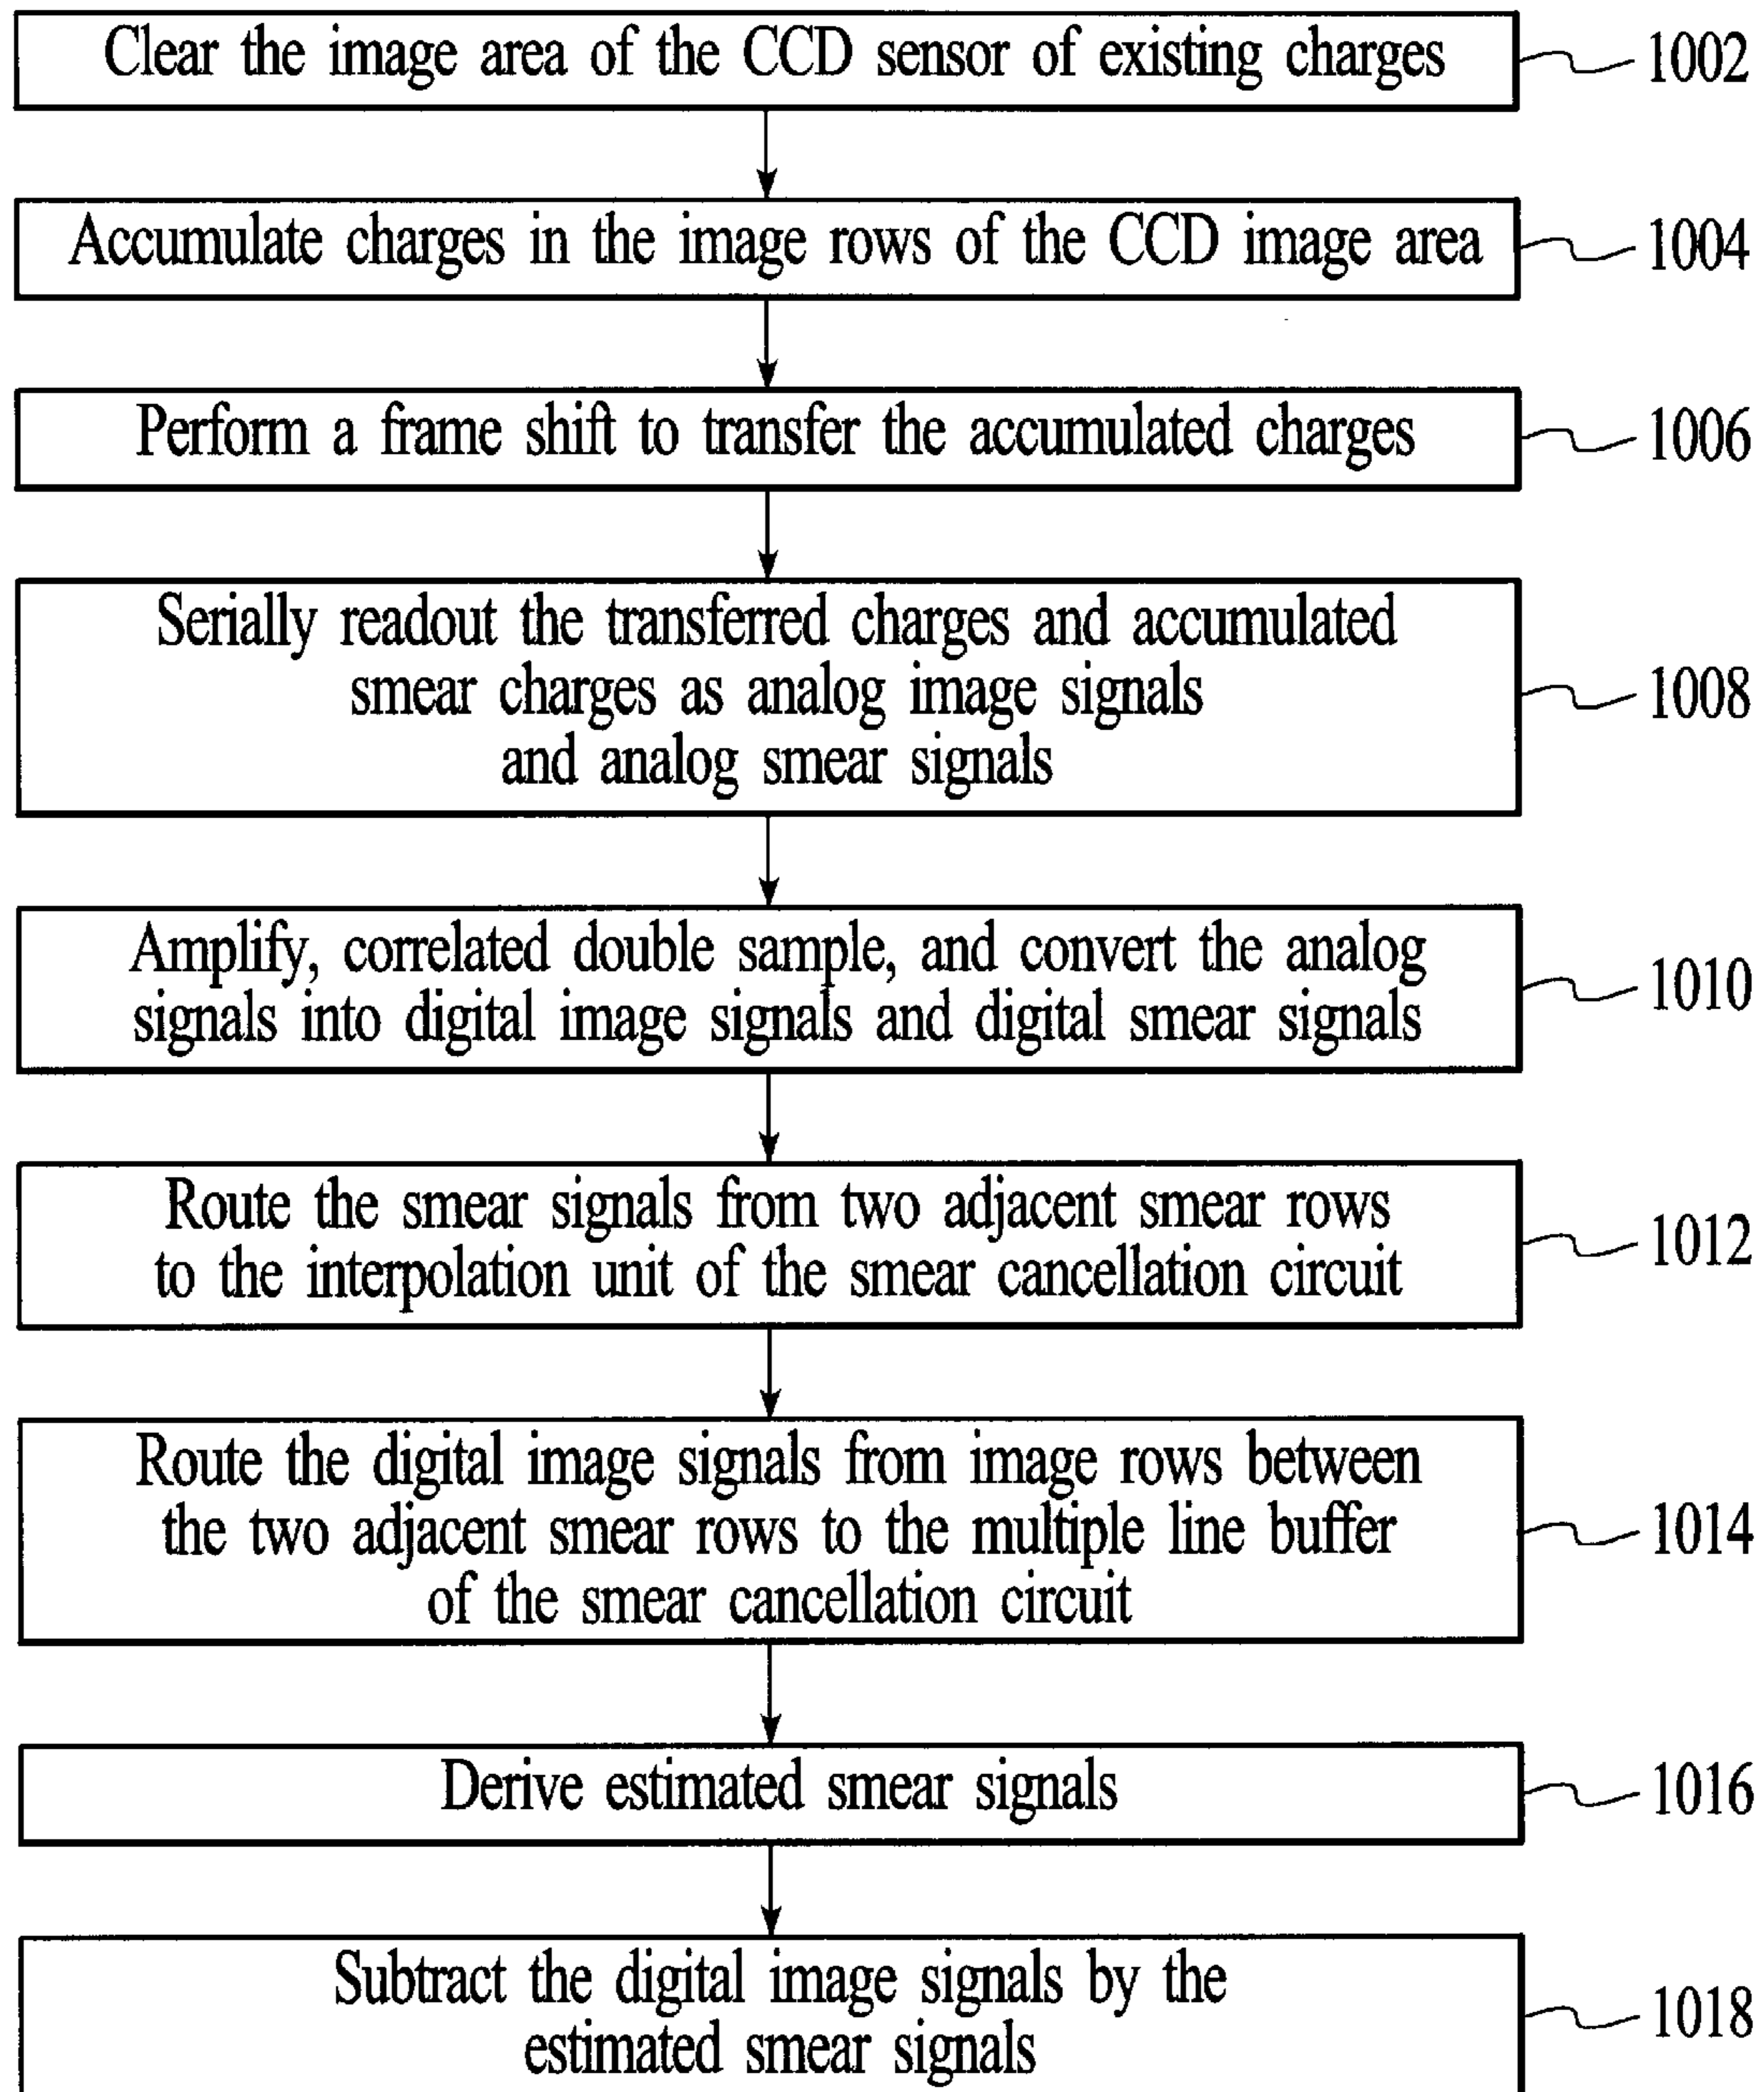 Clear the image area of the CCD sensor of existing charges
1002
Accumulate charges in the image rows of the CCD image area
1004
Perform a frame shift to transfer the accumulated charges
1006
Serially readout the transferred charges and accumulated
smear charges as analog image signals
and analog smear signals
1008
Amplify, correlated double sample, and convert the analog
signals into digital image signals and digital smear signals
1010
Route the smear signals from two adjacent smear rows
to the interpolation unit of the smear cancellation circuit
1012
Route the digital image signals from image rows between
the two adjacent smear rows to the multiple line buffer
of the smear cancellation circuit
1014
Derive estimated smear signals
1016
Subtract the digital image signals by the
estimated smear signals
1018